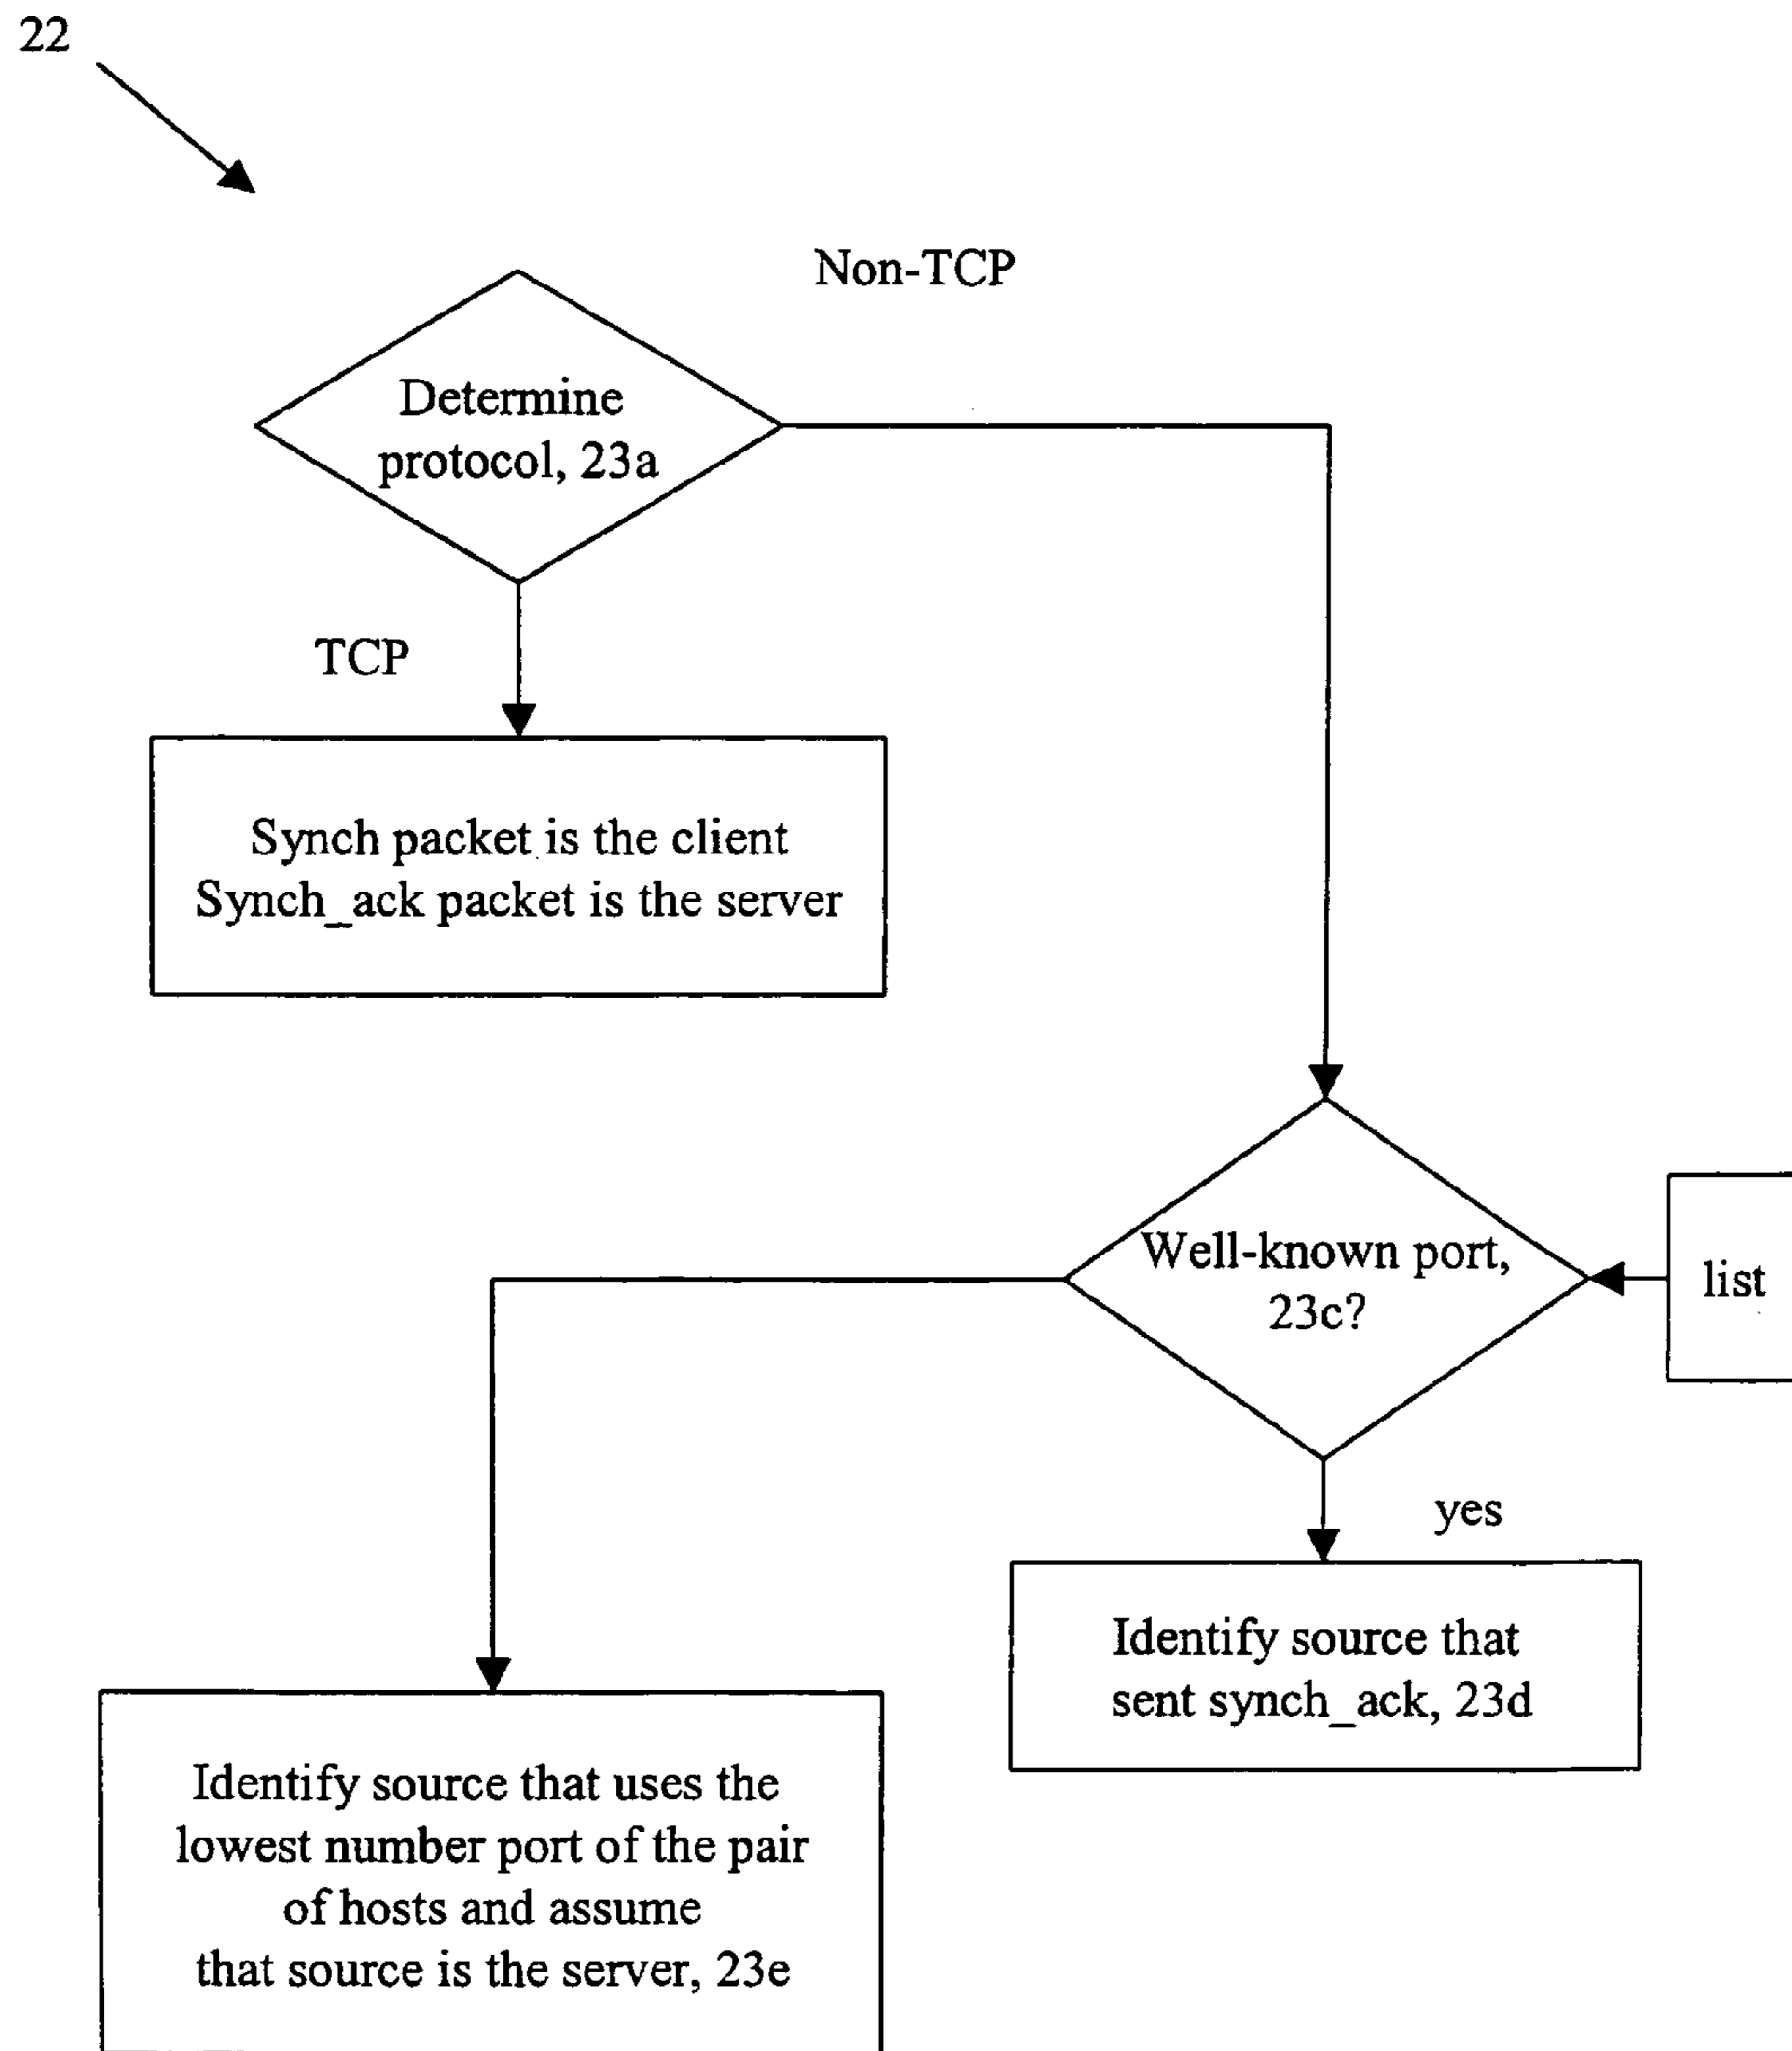 22
Non-TCP
Determine
protocol, 23a
TCP
Synch packet is the client
Synch_ack packet is the server
Well-known port,
23c?
list
yes
Identify source that
sent synch_ack, 23d
Identify source that uses the
lowest number port of the pair
of hosts and assume
that source is the server, 23e